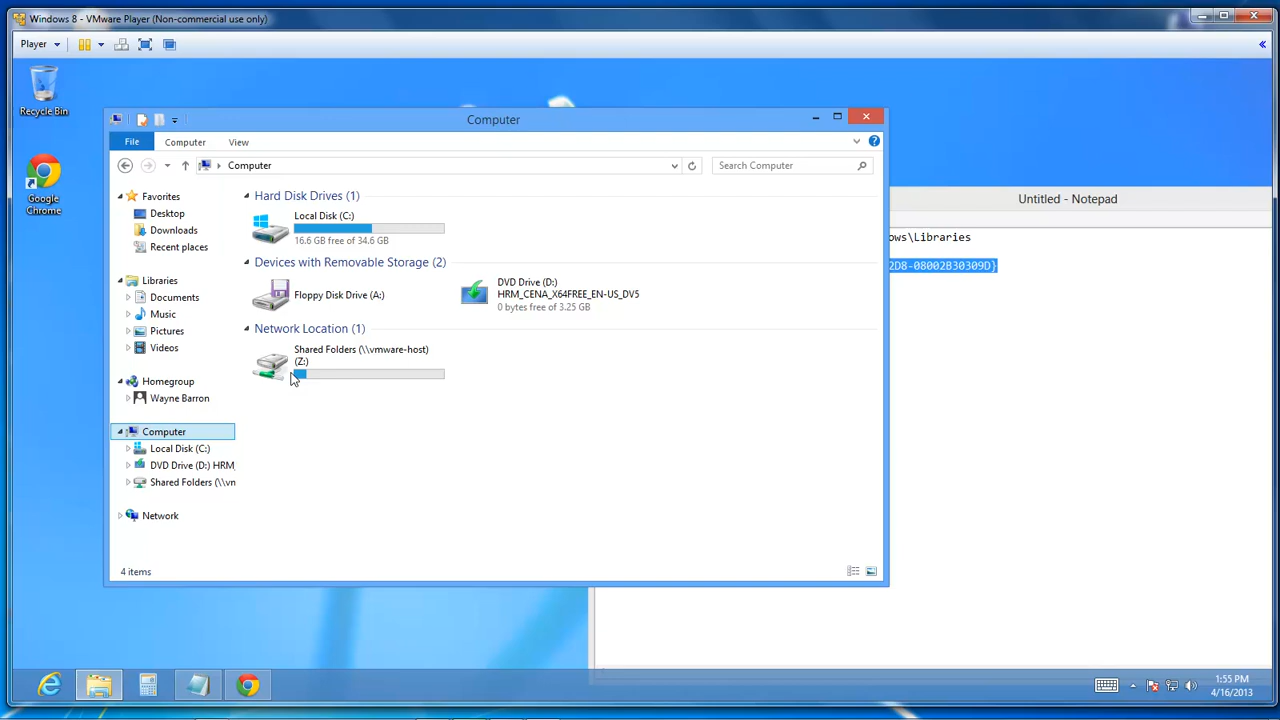 Windows 8 - VMware Player (Non-commercial use only)
Player
Recycle Bin
Google
Chrome
Computer
File
Computer
View
Computer
Search Computer
Favorites
Desktop
Downloads
Recent places
Libraries
Documents
Music
Pictures
Videos
Homegroup
Wayne Barron
Computer
Local Disk (C:)
DVD Drive (D:) HRM_
Shared Folders (\\vn
Network
Hard Disk Drives (1)
Local Disk (C:)
16.6 GB free of 34.6 GB
Devices with Removable Storage (2)
Floppy Disk Drive (A:)
DVD Drive (D:)
HRM_CENA_X64FREE_EN-US_DV5
0 bytes free of 3.25 GB
Network Location (1)
Shared Folders (\\vmware-host)
(Z:)
4 items
Untitled - Notepad
ows\Libraries
2D8-08002B30309D}
1:55 PM
4/16/2013